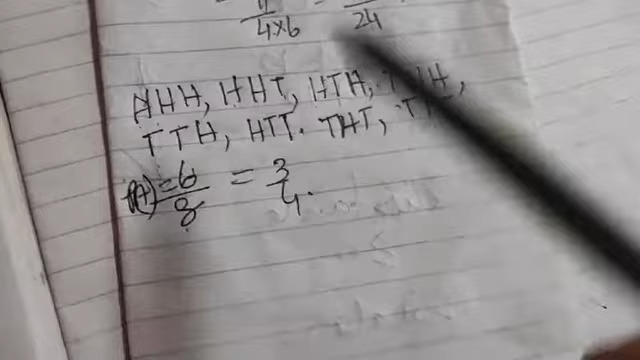 4×6 24
HHH, HHT, HTH,
TTH, HTT. THT,
P(A) = 6/8 = 3/4.